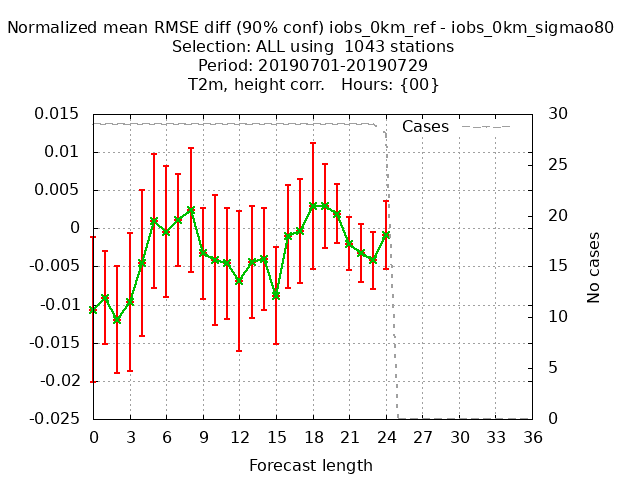 Normalized mean RMSE diff (90% conf) iobs_0km_ref - iobs_0km_sigmao80
Selection: ALL using  1043 stations
Period: 20190701-20190729
T2m, height corr.   Hours: {00}
Cases
0.015
0.01
0.005
0
-0.005
-0.01
-0.015
-0.02
-0.025
30
25
20
15
10
5
0
No cases
0 3 6 9 12 15 18 21 24 27 30 33 36
Forecast length